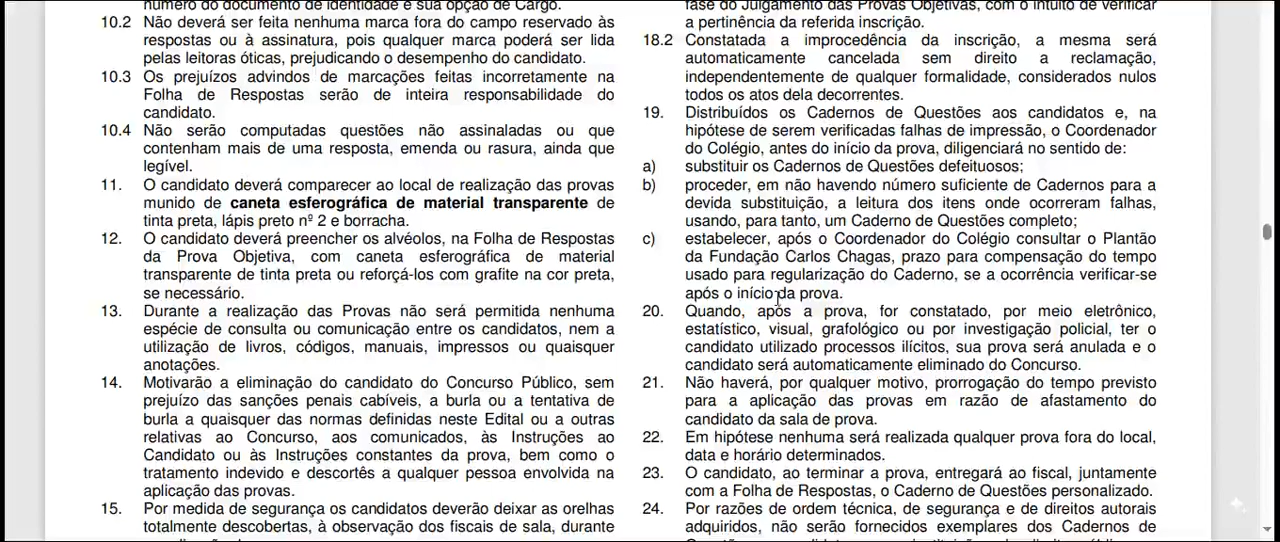 número do documento de identidade e sua opção de Cargo.
10.2 Não deverá ser feita nenhuma marca fora do campo reservado às
respostas ou à assinatura, pois qualquer marca poderá ser lida
pelas leitoras óticas, prejudicando o desempenho do candidato.
10.3 Os prejuízos advindos de marcações feitas incorretamente na
Folha de Respostas serão de inteira responsabilidade do
candidato.
10.4 Não serão computadas questões não assinaladas ou que
contenham mais de uma resposta, emenda ou rasura, ainda que
legível.
11. O candidato deverá comparecer ao local de realização das provas
munido de caneta esferográfica de material transparente de
tinta preta, lápis preto nº 2 e borracha.
12. O candidato deverá preencher os alvéolos, na Folha de Respostas
da Prova Objetiva, com caneta esferográfica de material
transparente de tinta preta ou reforçá-los com grafite na cor preta,
se necessário.
13. Durante a realização das Provas não será permitida nenhuma
espécie de consulta ou comunicação entre os candidatos, nem a
utilização de livros, códigos, manuais, impressos ou quaisquer
anotações.
14. Motivarão a eliminação do candidato do Concurso Público, sem
prejuízo das sanções penais cabíveis, a burla ou a tentativa de
burla a quaisquer das normas definidas neste Edital ou a outras
relativas ao Concurso, aos comunicados, às Instruções ao
Candidato ou às Instruções constantes da prova, bem como o
tratamento indevido e descortês a qualquer pessoa envolvida na
aplicação das provas.
15. Por medida de segurança os candidatos deverão deixar as orelhas
totalmente descobertas, à observação dos fiscais de sala, durante
fase do Julgamento das Provas Objetivas, com o intuito de verificar
a pertinência da referida inscrição.
18.2 Constatada a improcedência da inscrição, a mesma será
automaticamente cancelada sem direito a reclamação,
independentemente de qualquer formalidade, considerados nulos
todos os atos dela decorrentes.
19. Distribuídos os Cadernos de Questões aos candidatos e, na
hipótese de serem verificadas falhas de impressão, o Coordenador
do Colégio, antes do início da prova, diligenciará no sentido de:
a) substituir os Cadernos de Questões defeituosos;
b) proceder, em não havendo número suficiente de Cadernos para a
devida substituição, a leitura dos itens onde ocorreram falhas,
usando, para tanto, um Caderno de Questões completo;
c) estabelecer, após o Coordenador do Colégio consultar o Plantão
da Fundação Carlos Chagas, prazo para compensação do tempo
usado para regularização do Caderno, se a ocorrência verificar-se
após o início da prova.
20. Quando, após a prova, for constatado, por meio eletrônico,
estatístico, visual, grafológico ou por investigação policial, ter o
candidato utilizado processos ilícitos, sua prova será anulada e o
candidato será automaticamente eliminado do Concurso.
21. Não haverá, por qualquer motivo, prorrogação do tempo previsto
para a aplicação das provas em razão de afastamento do
candidato da sala de prova.
22. Em hipótese nenhuma será realizada qualquer prova fora do local,
data e horário determinados.
23. O candidato, ao terminar a prova, entregará ao fiscal, juntamente
com a Folha de Respostas, o Caderno de Questões personalizado.
24. Por razões de ordem técnica, de segurança e de direitos autorais
adquiridos, não serão fornecidos exemplares dos Cadernos de